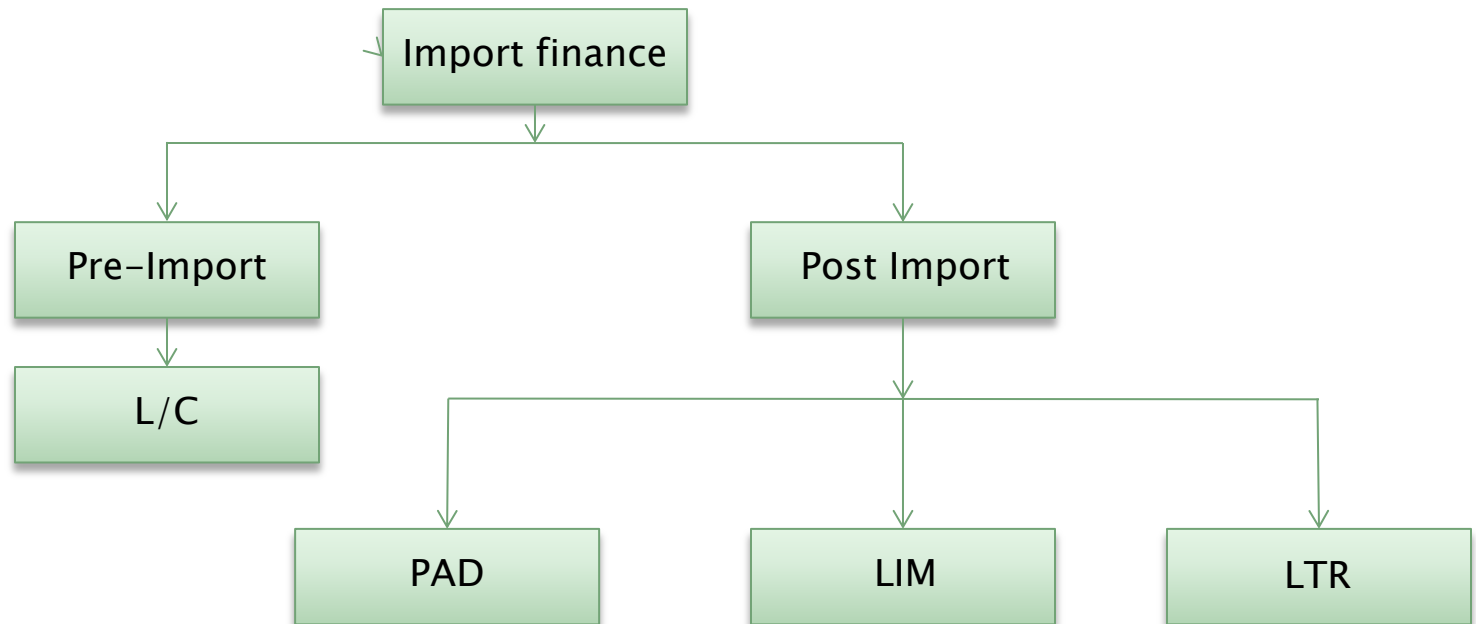 Import finance
Pre-Import
Post Import
L/C
PAD
LIM
LTR